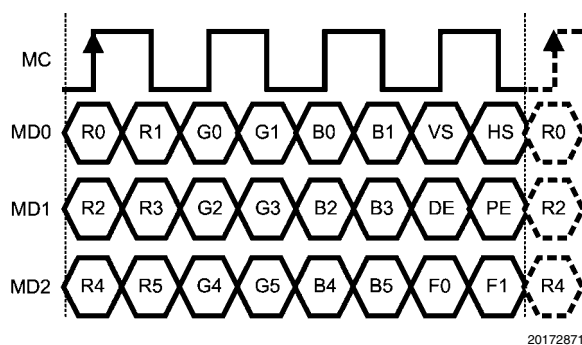 MC
MD0 R0 R1 G0 G1 B0 B1 VS HS R0
MD1 R2 R3 G2 G3 B2 B3 DE PE R2
MD2 R4 R5 G4 G5 B4 B5 F0 F1 R4
20172871